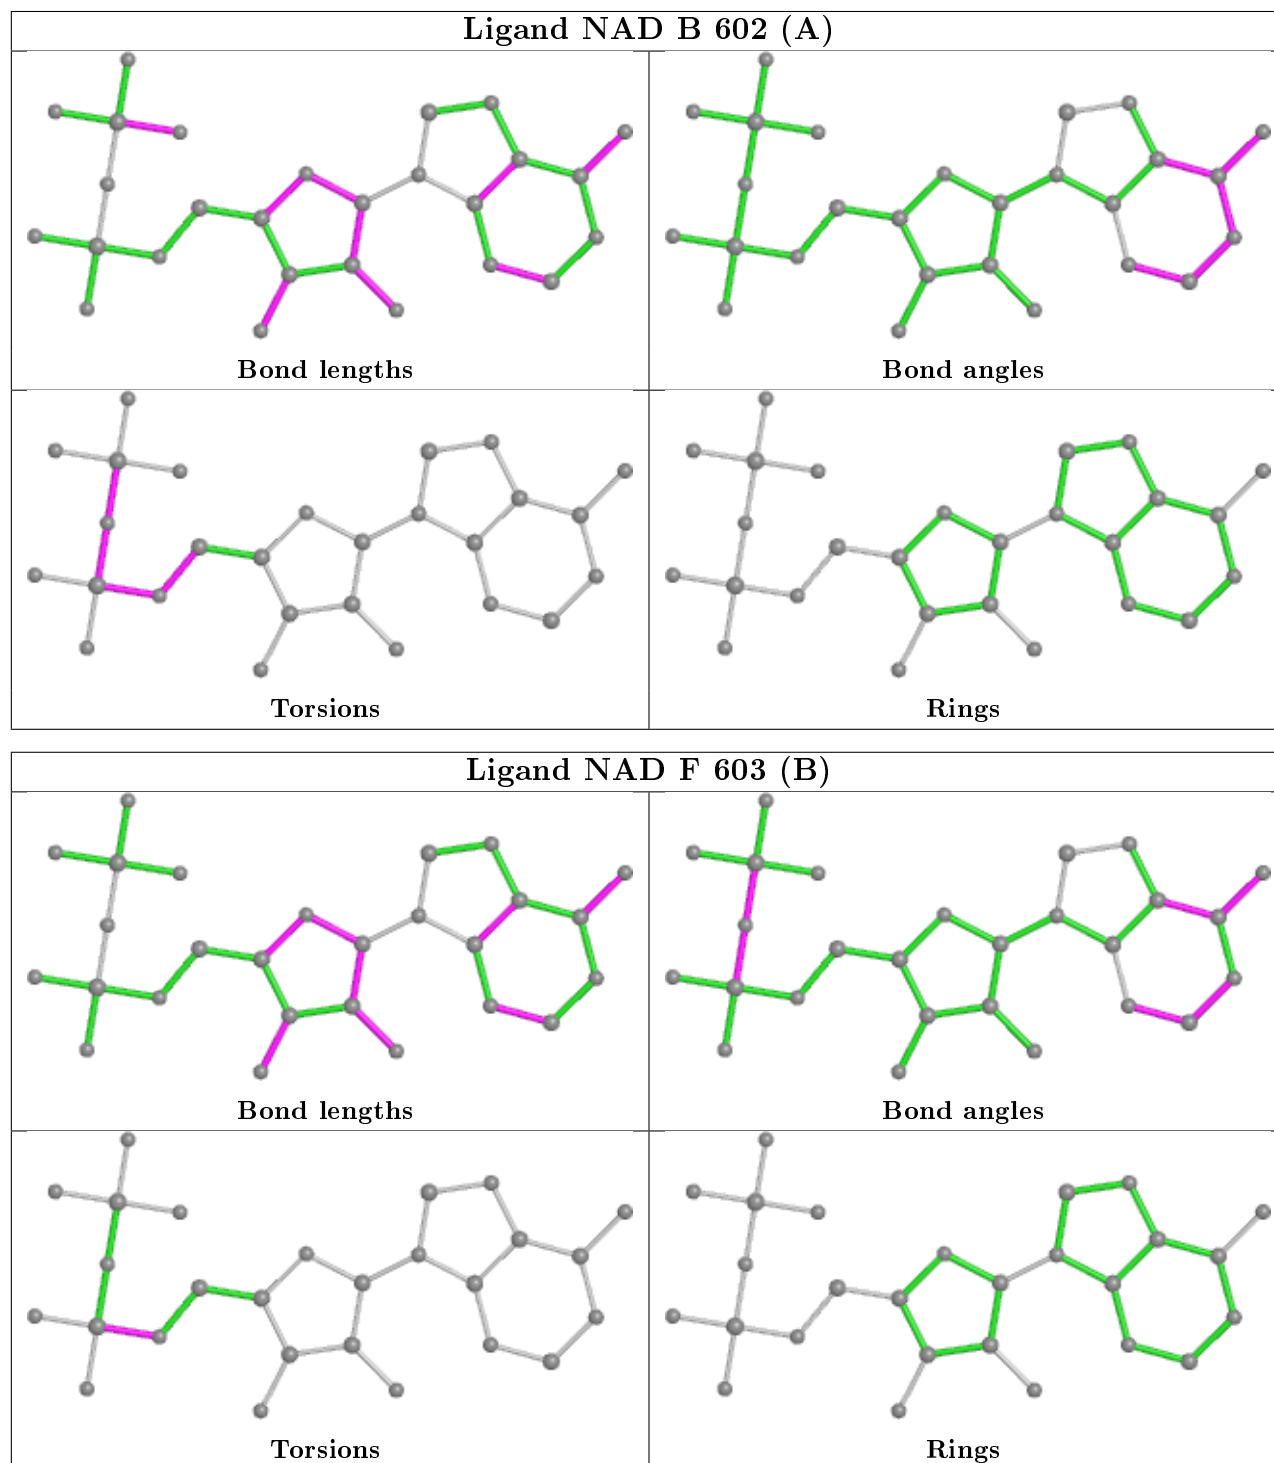 Ligand NAD B 602 (A)
Bond lengths
Bond angles
Torsions
Rings
Ligand NAD F 603 (B)
Bond lengths
Bond angles
Torsions
Rings